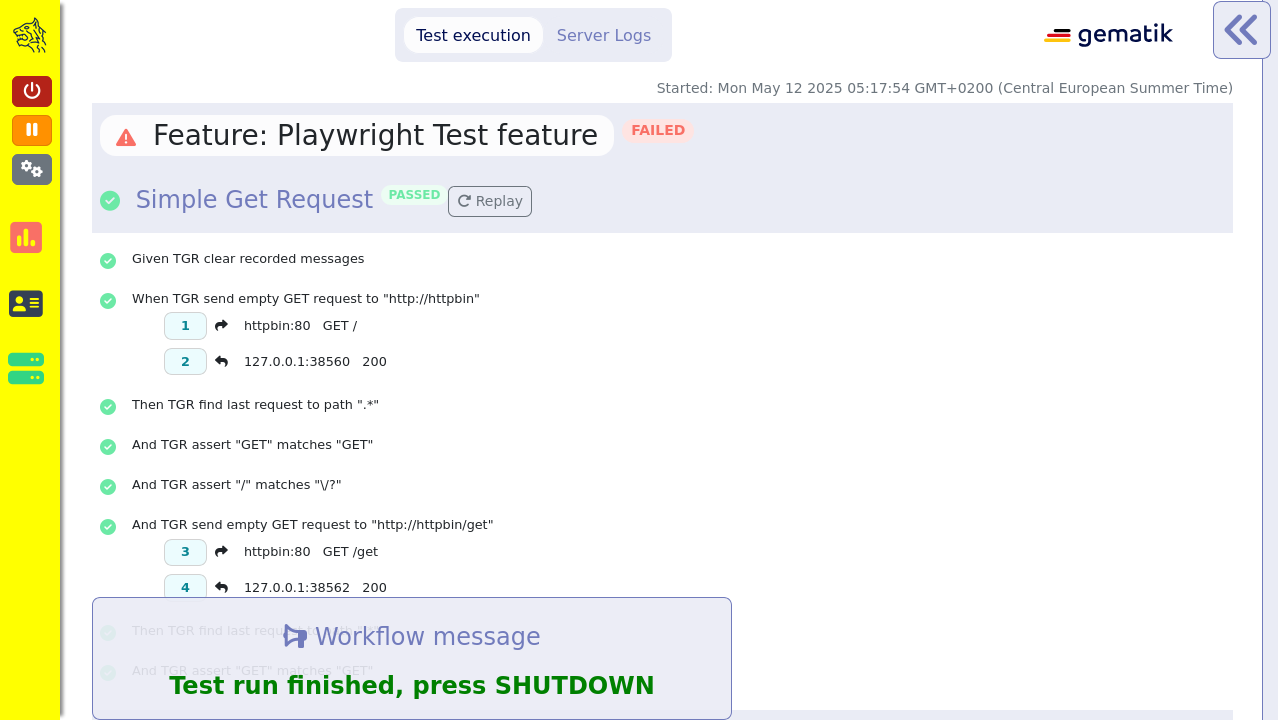 Test execution
Server Logs
gematik
Started: Mon May 12 2025 05:17:54 GMT+0200 (Central European Summer Time)
Feature: Playwright Test feature
FAILED
Simple Get Request
PASSED
Replay
Given TGR clear recorded messages
When TGR send empty GET request to "http://httpbin"
1 httpbin:80 GET /
2 127.0.0.1:38560 200
Then TGR find last request to path ".*"
And TGR assert "GET" matches "GET"
And TGR assert "/" matches "\/?"
And TGR send empty GET request to "http://httpbin/get"
3 httpbin:80 GET /get
4 127.0.0.1:38562 200
Then TGR find last request to path
Workflow message
And TGR assert "GET" matches "GET"
Test run finished, press SHUTDOWN